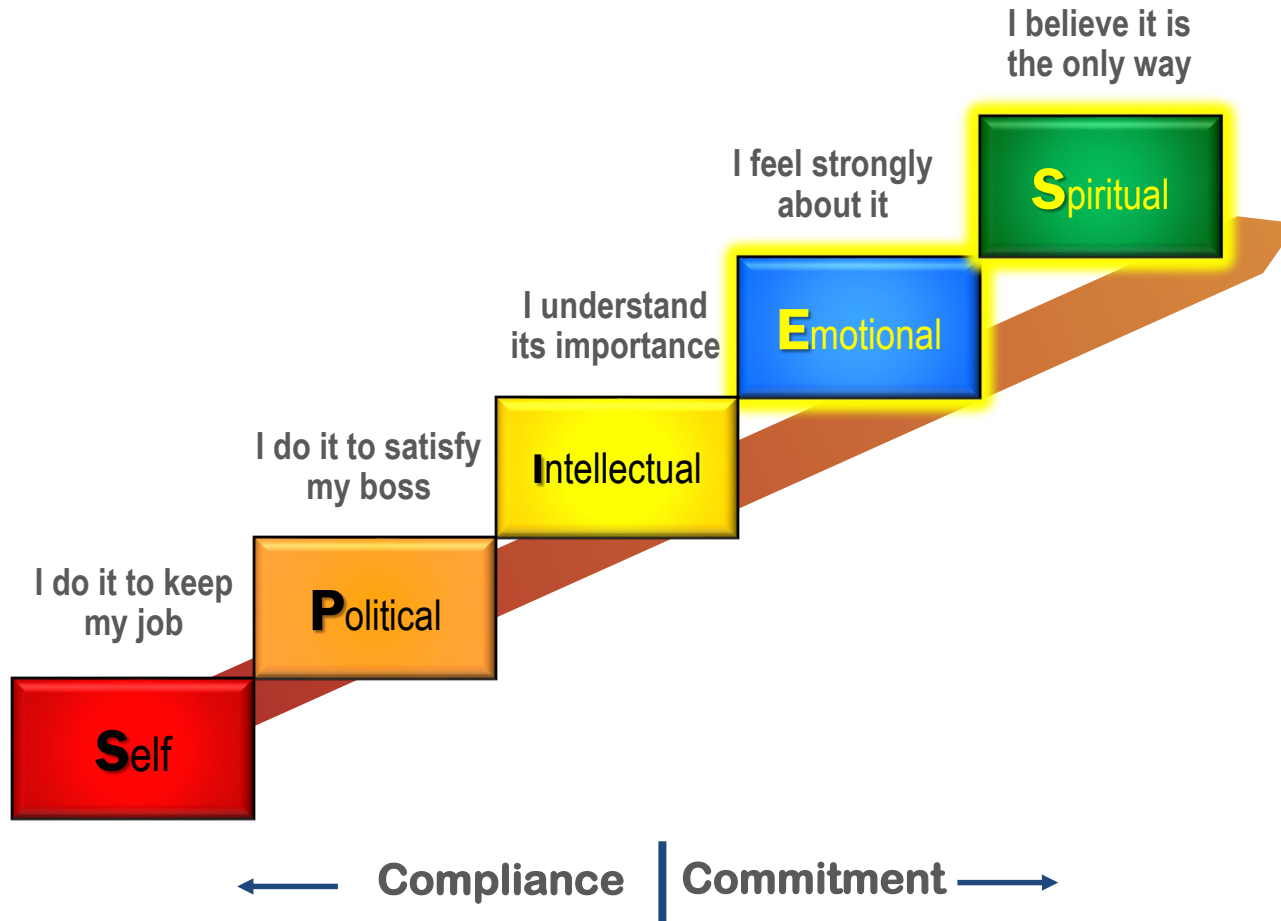 I believe it is
the only way
Spiritual
I feel strongly
about it
Emotional
I understand
its importance
Intellectual
I do it to satisfy
my boss
Political
I do it to keep
my job
Self
Compliance
Commitment